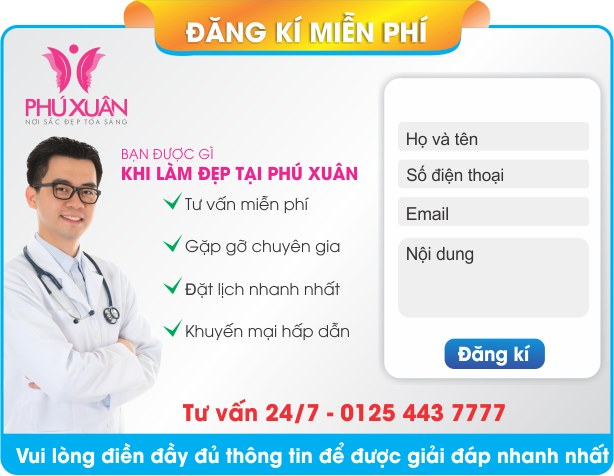 ĐĂNG KÍ MIỄN PHÍ
PHÚXUÂN
NƠI SẮC ĐẸP TỎA SÁNG
BẠN ĐƯỢC GÌ
KHI LÀM ĐẸP TẠI PHÚ XUÂN
Tư vấn miễn phí
Gặp gỡ chuyên gia
Đặt lịch nhanh nhất
Khuyến mại hấp dẫn
Họ và tên
Số điện thoại
Email
Nội dung
Đăng kí
Tư vấn 24/7 - 0125 443 7777
Vui lòng điền đầy đủ thông tin để được giải đáp nhanh nhất